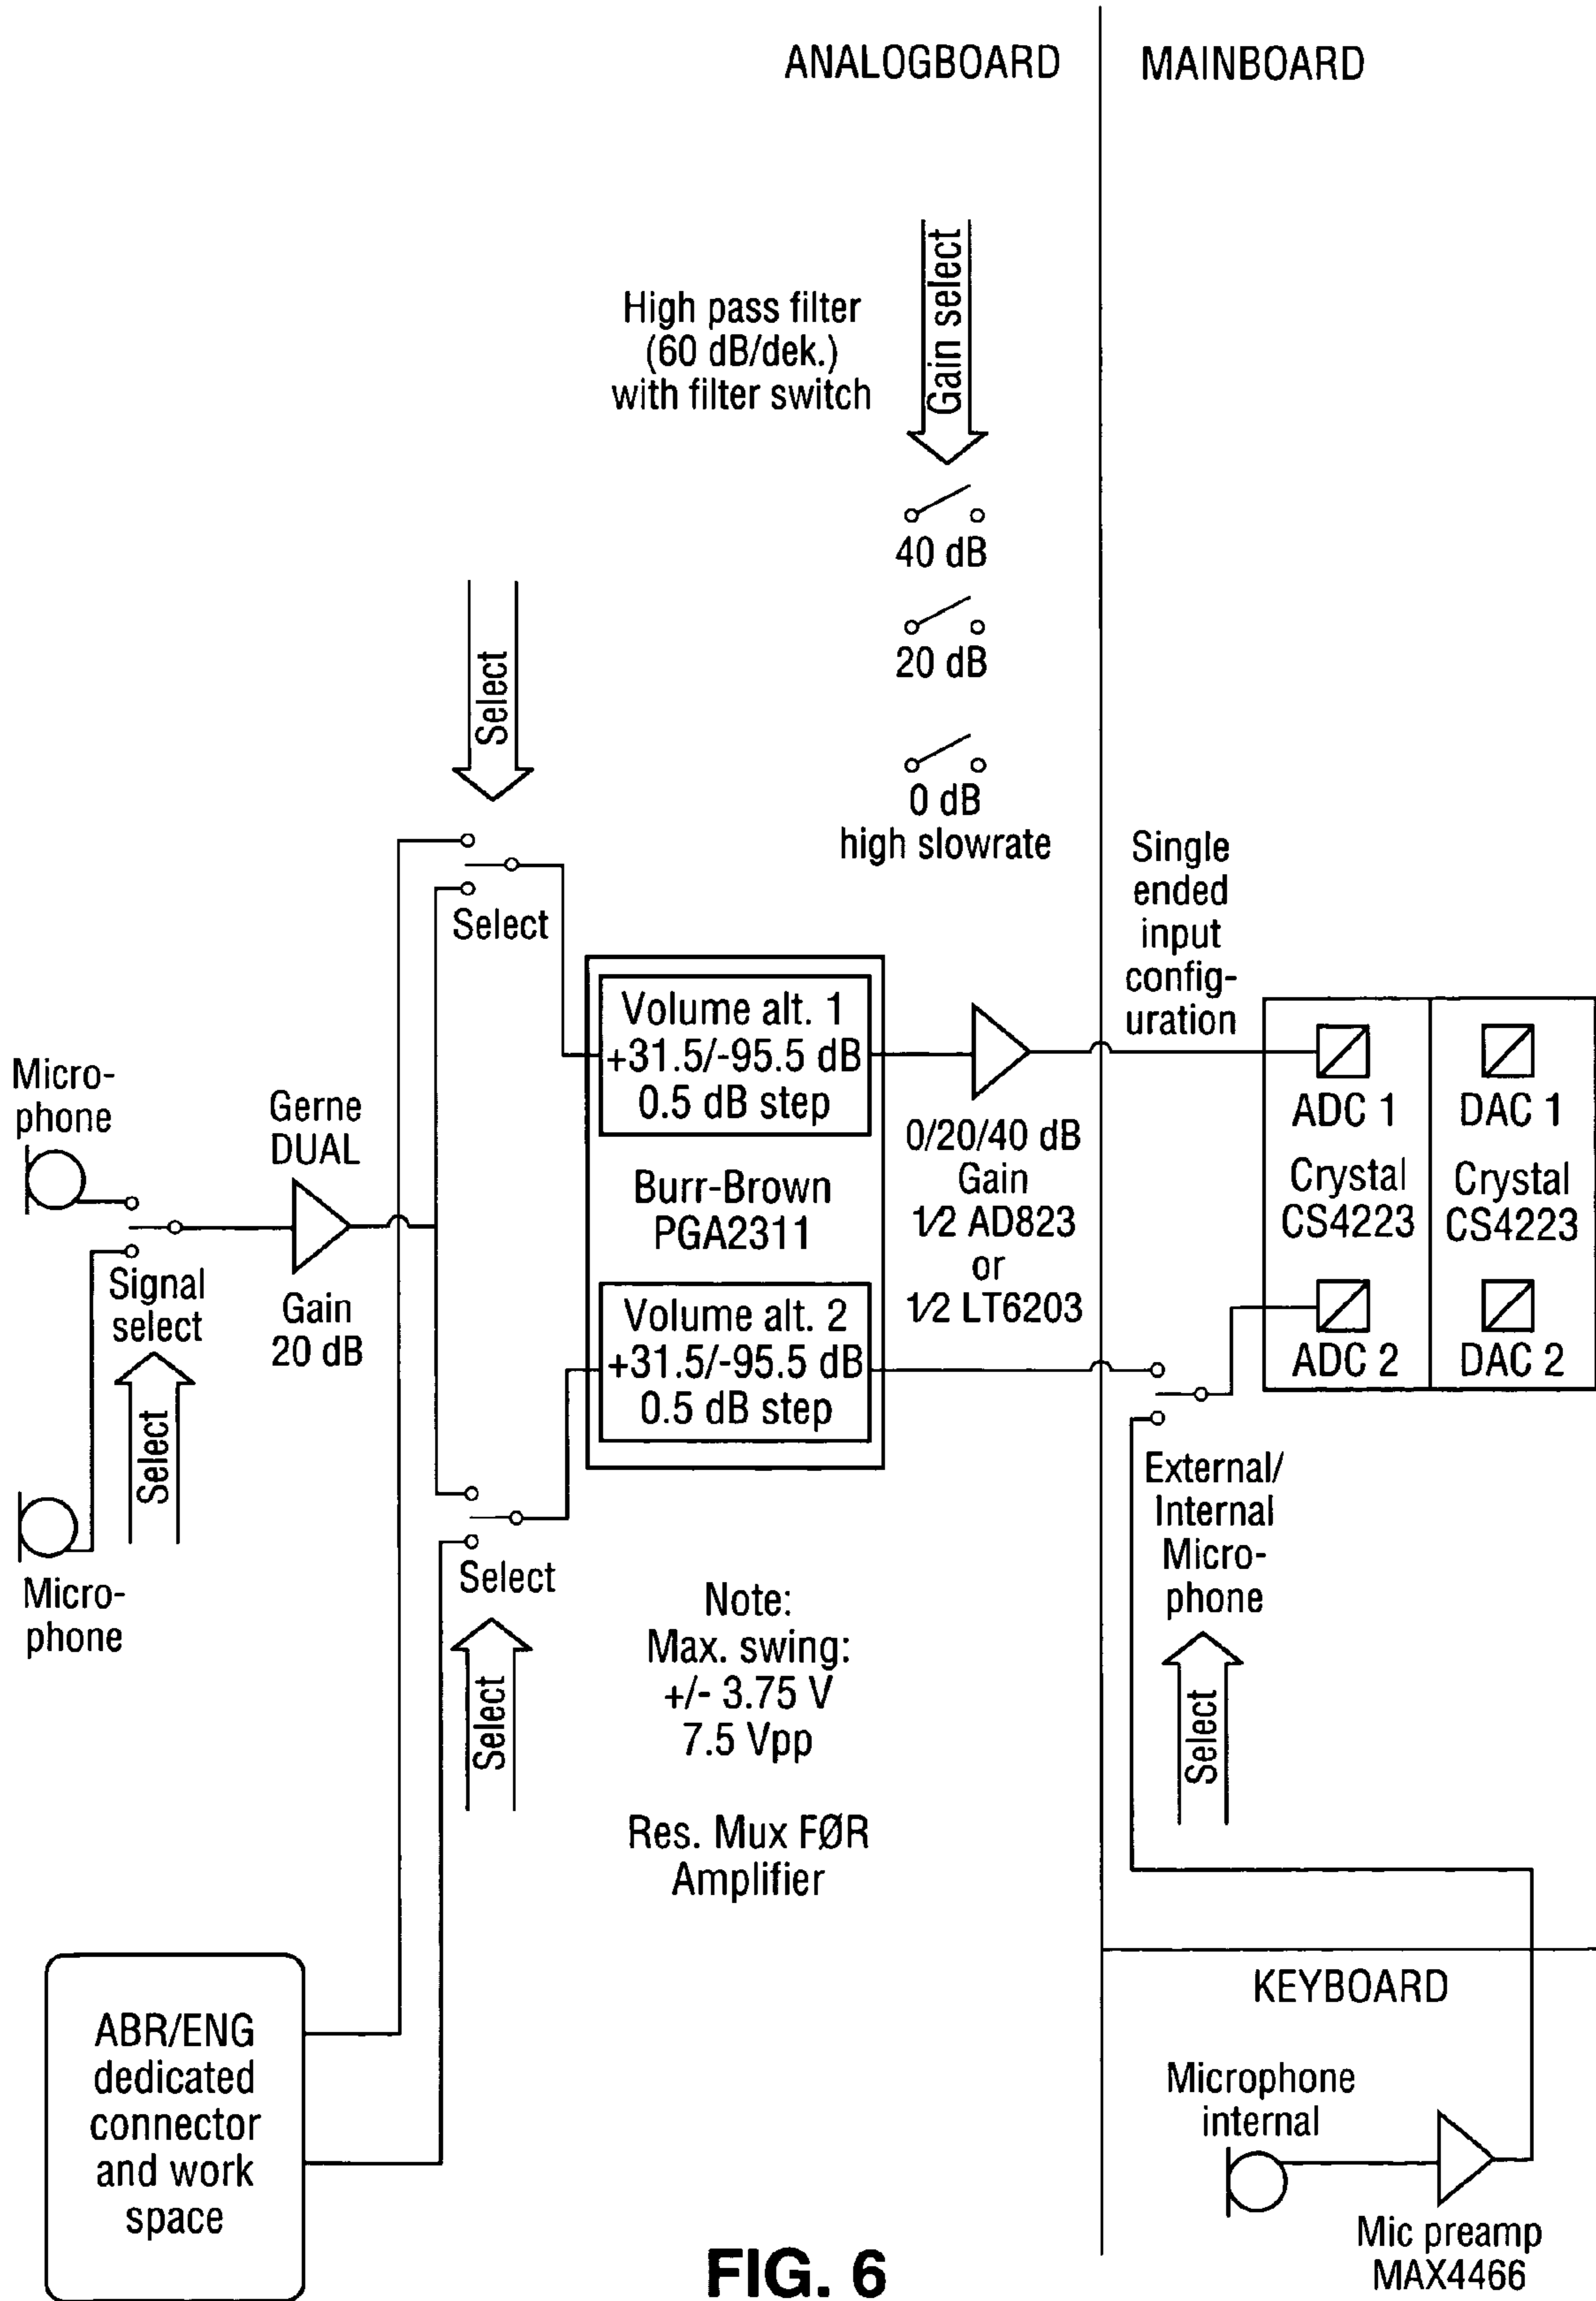 ANALOGBOARD
MAINBOARD
High pass filter
(60 dB/dek.)
with filter switch
Gain select
40 dB
20 dB
0 dB
high slowrate
Select
Select
Single
ended
input
config-
uration
Micro-
phone
Gerne
DUAL
Signal
select
Gain
20 dB
Select
Micro-
phone
Volume alt. 1
+31.5/-95.5 dB
0.5 dB step
Burr-Brown
PGA2311
Volume alt. 2
+31.5/-95.5 dB
0.5 dB step
0/20/40 dB
Gain
1/2 AD823
or
1/2 LT6203
ADC 1
Crystal
CS4223
ADC 2
DAC 1
Crystal
CS4223
DAC 2
Select
Select
Note:
Max. swing:
+/- 3.75 V
7.5 Vpp
Res. Mux FØR
Amplifier
External/
Internal
Micro-
phone
Select
ABR/ENG
dedicated
connector
and work
space
KEYBOARD
Microphone
internal
Mic preamp
MAX4466
FIG. 6